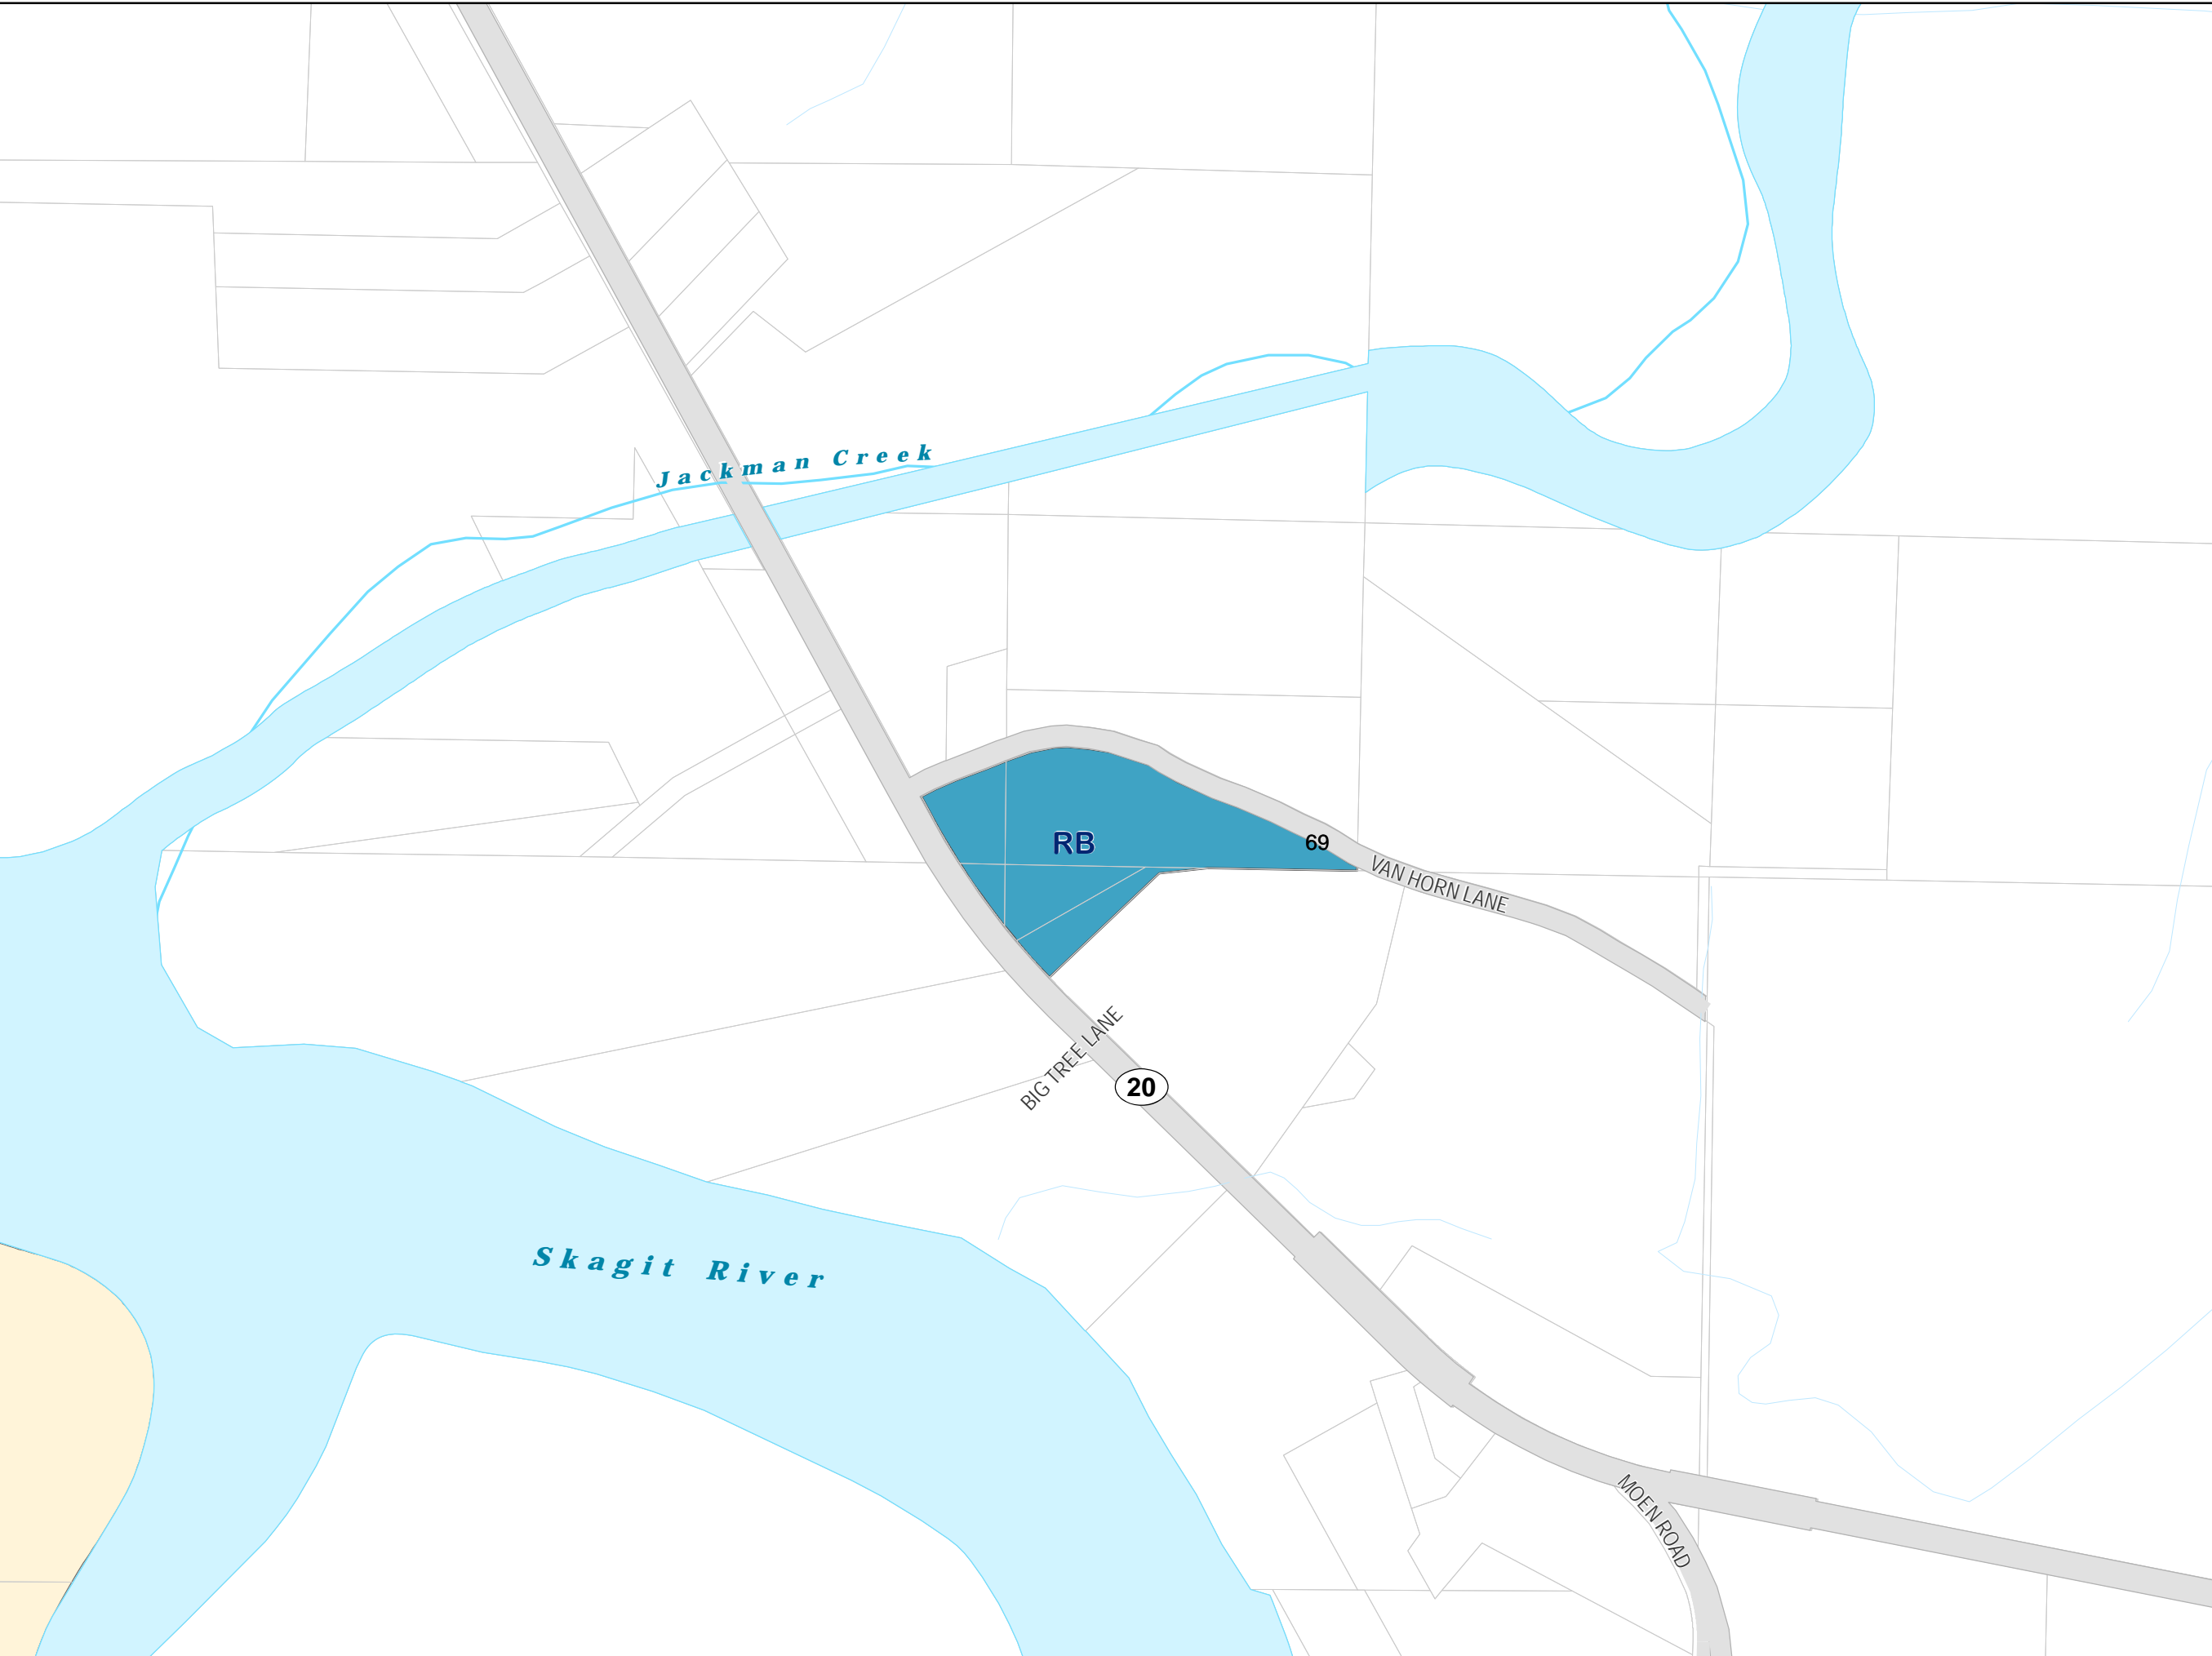 Jackman Creek
RB
69
VAN HORN LANE
BIG TREE LANE
20
Skagit River
MOEN ROAD